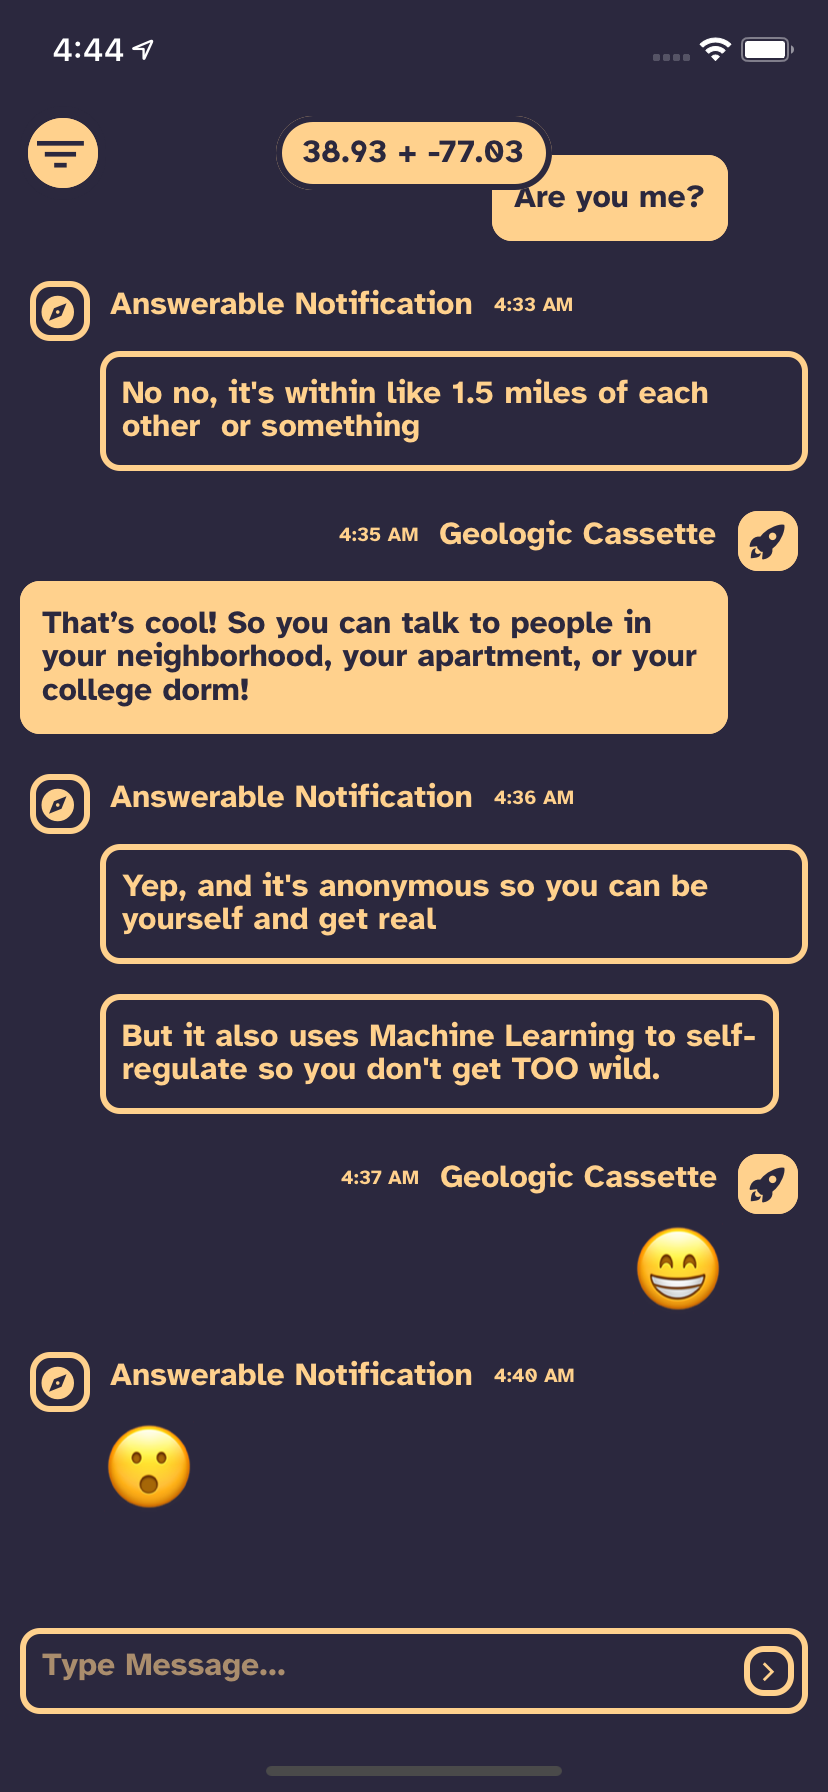 4:44
38.93 + -77.03
Are you me?
Answerable Notification 4:33 AM
No no, it's within like 1.5 miles of each
other  or something
4:35 AM Geologic Cassette
That’s cool! So you can talk to people in
your neighborhood, your apartment, or your
college dorm!
Answerable Notification 4:36 AM
Yep, and it's anonymous so you can be
yourself and get real
But it also uses Machine Learning to self-
regulate so you don't get TOO wild.
4:37 AM Geologic Cassette
Answerable Notification 4:40 AM
Type Message...